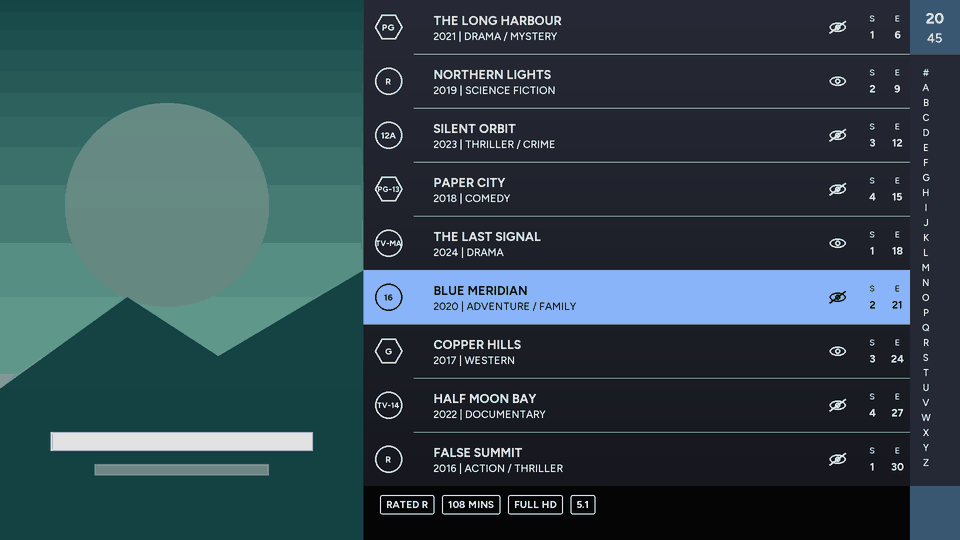 PG
THE LONG HARBOUR
2021 | DRAMA / MYSTERY
S E
1 6
R
NORTHERN LIGHTS
2019 | SCIENCE FICTION
S E
2 9
12A
SILENT ORBIT
2023 | THRILLER / CRIME
S E
3 12
PG-13
PAPER CITY
2018 | COMEDY
S E
4 15
TV-MA
THE LAST SIGNAL
2024 | DRAMA
S E
1 18
16
BLUE MERIDIAN
2020 | ADVENTURE / FAMILY
S E
2 21
G
COPPER HILLS
2017 | WESTERN
S E
3 24
TV-14
HALF MOON BAY
2022 | DOCUMENTARY
S E
4 27
R
FALSE SUMMIT
2016 | ACTION / THRILLER
S E
1 30
RATED R 108 MINS FULL HD 5.1
20
45
#
A
B
C
D
E
F
G
H
I
J
K
L
M
N
O
P
Q
R
S
T
U
V
W
X
Y
Z